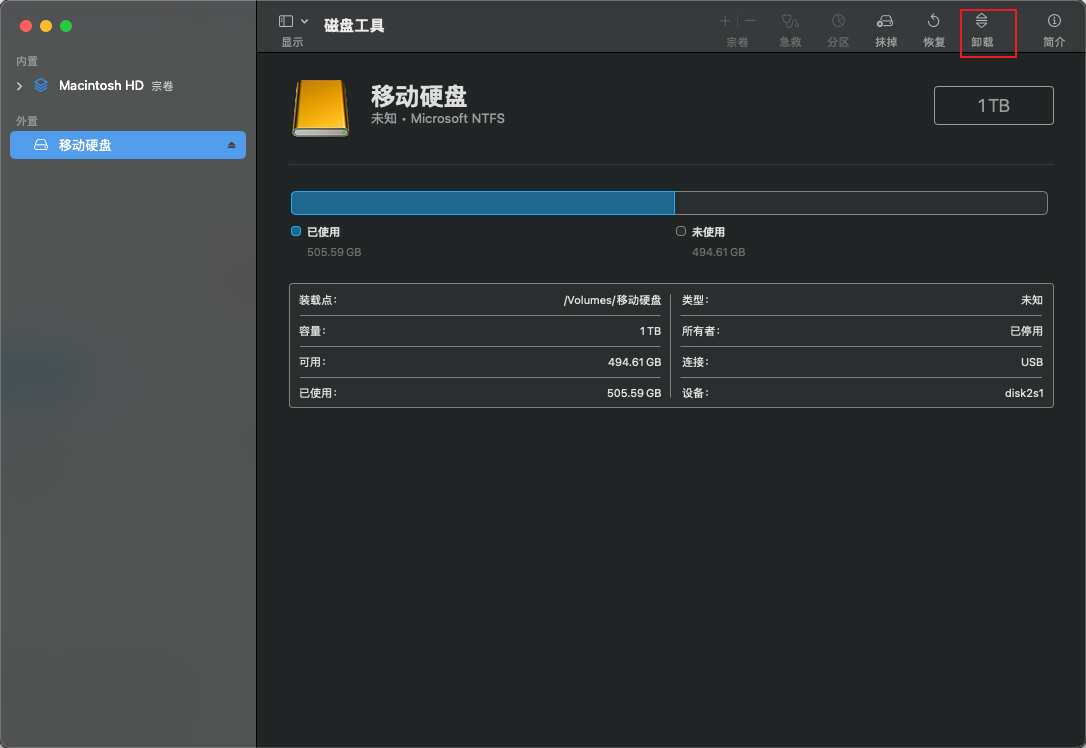 磁盘工具
显示
宗卷
急救
分区
抹掉
恢复
卸载
简介
内置
Macintosh HD 宗卷
外置
移动硬盘
移动硬盘
未知 • Microsoft NTFS
1TB
已使用
505.59 GB
未使用
494.61 GB
装载点: /Volumes/移动硬盘
类型: 未知
容量: 1 TB
所有者: 已停用
可用: 494.61 GB
连接: USB
已使用: 505.59 GB
设备: disk2s1